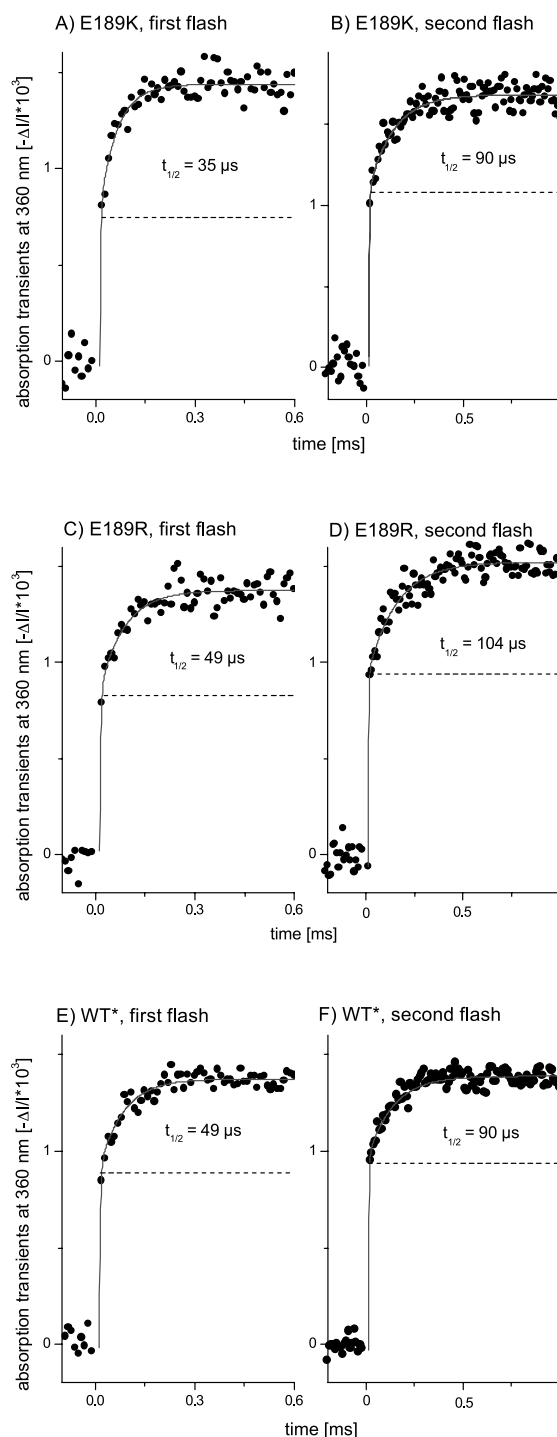 A) E189K, first flash
B) E189K, second flash
absorption transients at 360 nm [-ΔI/I*10³]
1
0
t1/2 = 35 µs
0.0
0.3
0.6
time [ms]
1
0
t1/2 = 90 µs
0
0.5
time [ms]
C) E189R, first flash
D) E189R, second flash
absorption transients at 360 nm [-ΔI/I*10³]
1
0
t1/2 = 49 µs
0.0
0.3
0.6
time [ms]
1
0
t1/2 = 104 µs
0
0.5
time [ms]
E) WT*, first flash
F) WT*, second flash
absorption transients at 360 nm [-ΔI/I*10³]
1
0
t1/2 = 49 µs
0.0
0.3
0.6
time [ms]
1
0
t1/2 = 90 µs
0
0.5